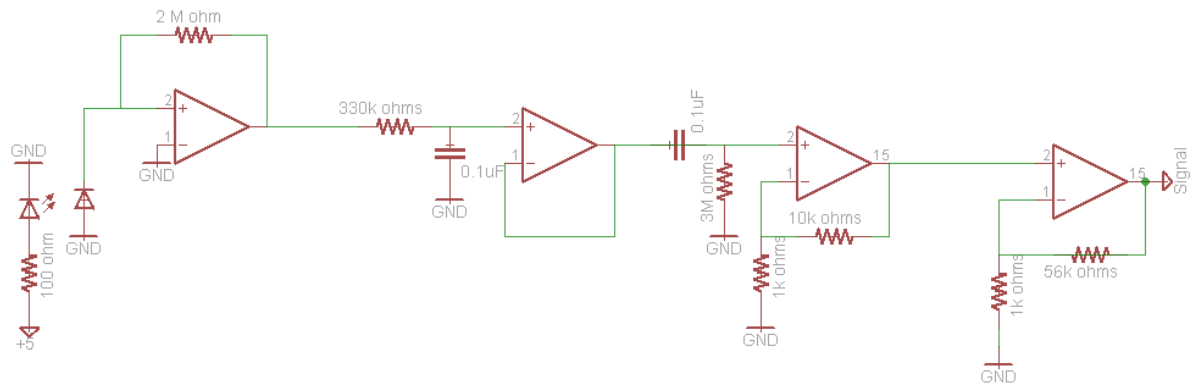 2 M ohm
2
+
1
−
GND
GND
GND
100 ohm
+5
330k ohms
0.1uF
GND
2
+
1
−
0.1uF
3M ohms
GND
2
+
1
−
15
10k ohms
1k ohms
GND
2
+
1
−
15
Signal
56k ohms
1k ohms
GND